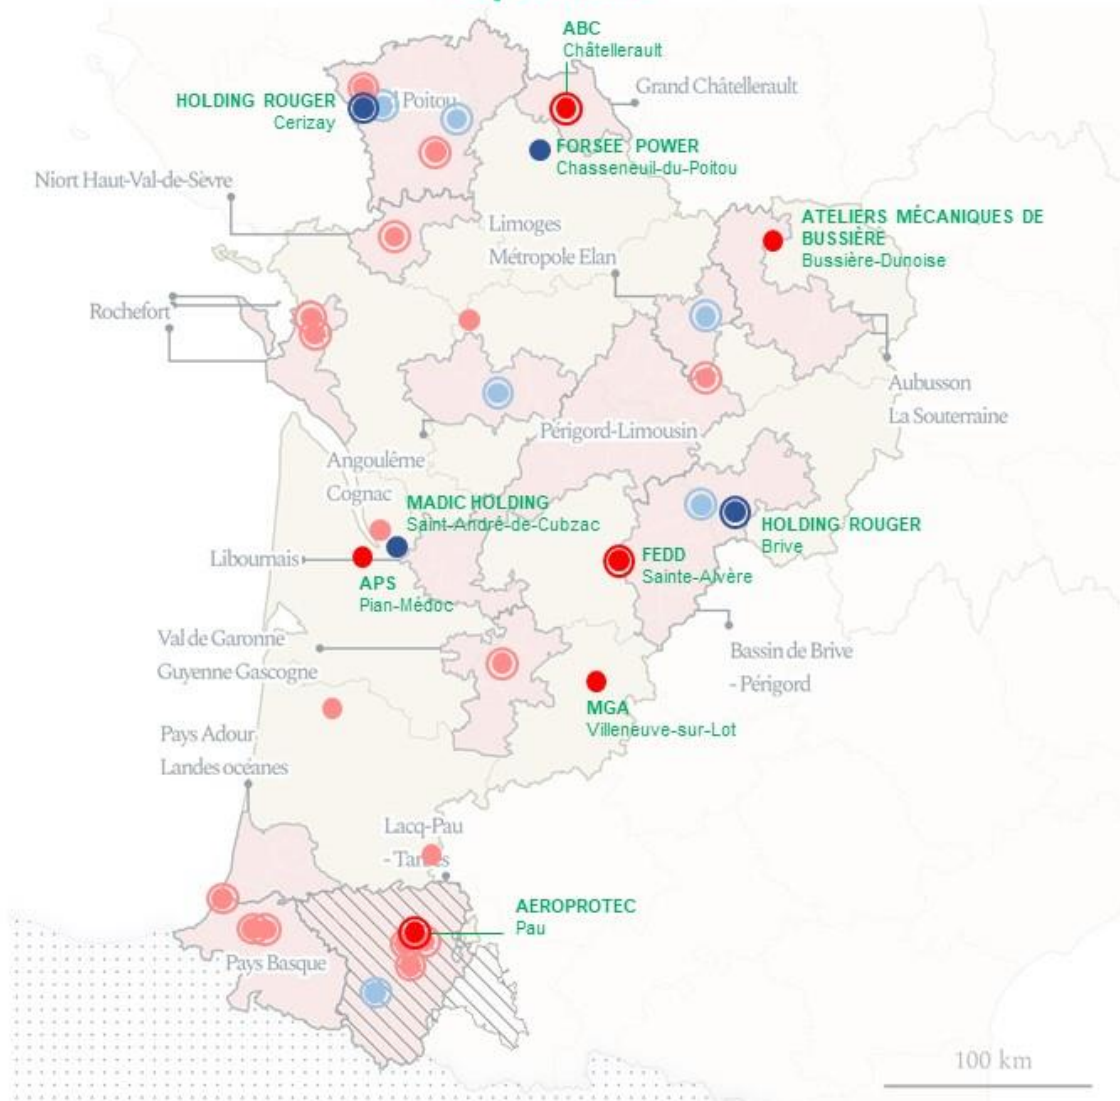 ABC
Châtellerault
Grand Châtellerault
HOLDING ROUGER
Cerizay
Poitou
FORSEE POWER
Chasseneuil-du-Poitou
Niort Haut-Val-de-Sèvre
Limoges
Métropole Elan
ATELIERS MÉCANIQUES DE
BUSSIÈRE
Bussière-Dunoise
Rochefort
Aubusson
La Souterraine
Périgord-Limousin
Angoulême
Cognac
MADIC HOLDING
Saint-André-de-Cubzac
HOLDING ROUGER
Brive
Libournais
FEDD
Sainte-Alvère
APS
Pian-Médoc
Val de Garonne
Guyenne Gascogne
Bassin de Brive
- Périgord
MGA
Villeneuve-sur-Lot
Pays Adour
Landes océanes
Lacq-Pau
- Tarbes
AEROPROTEC
Pau
Pays Basque
100 km